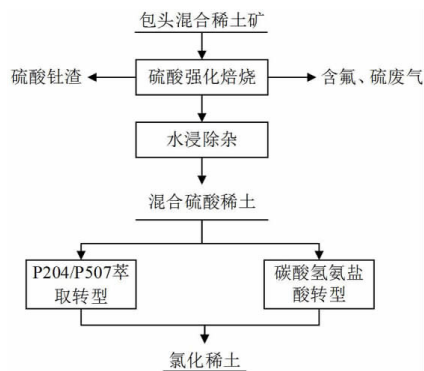 包头混合稀土矿
硫酸钍渣
硫酸强化焙烧
含氟、硫废气
水浸除杂
混合硫酸稀土
P204/P507萃
取转型
碳酸氢氨盐
酸转型
氯化稀土